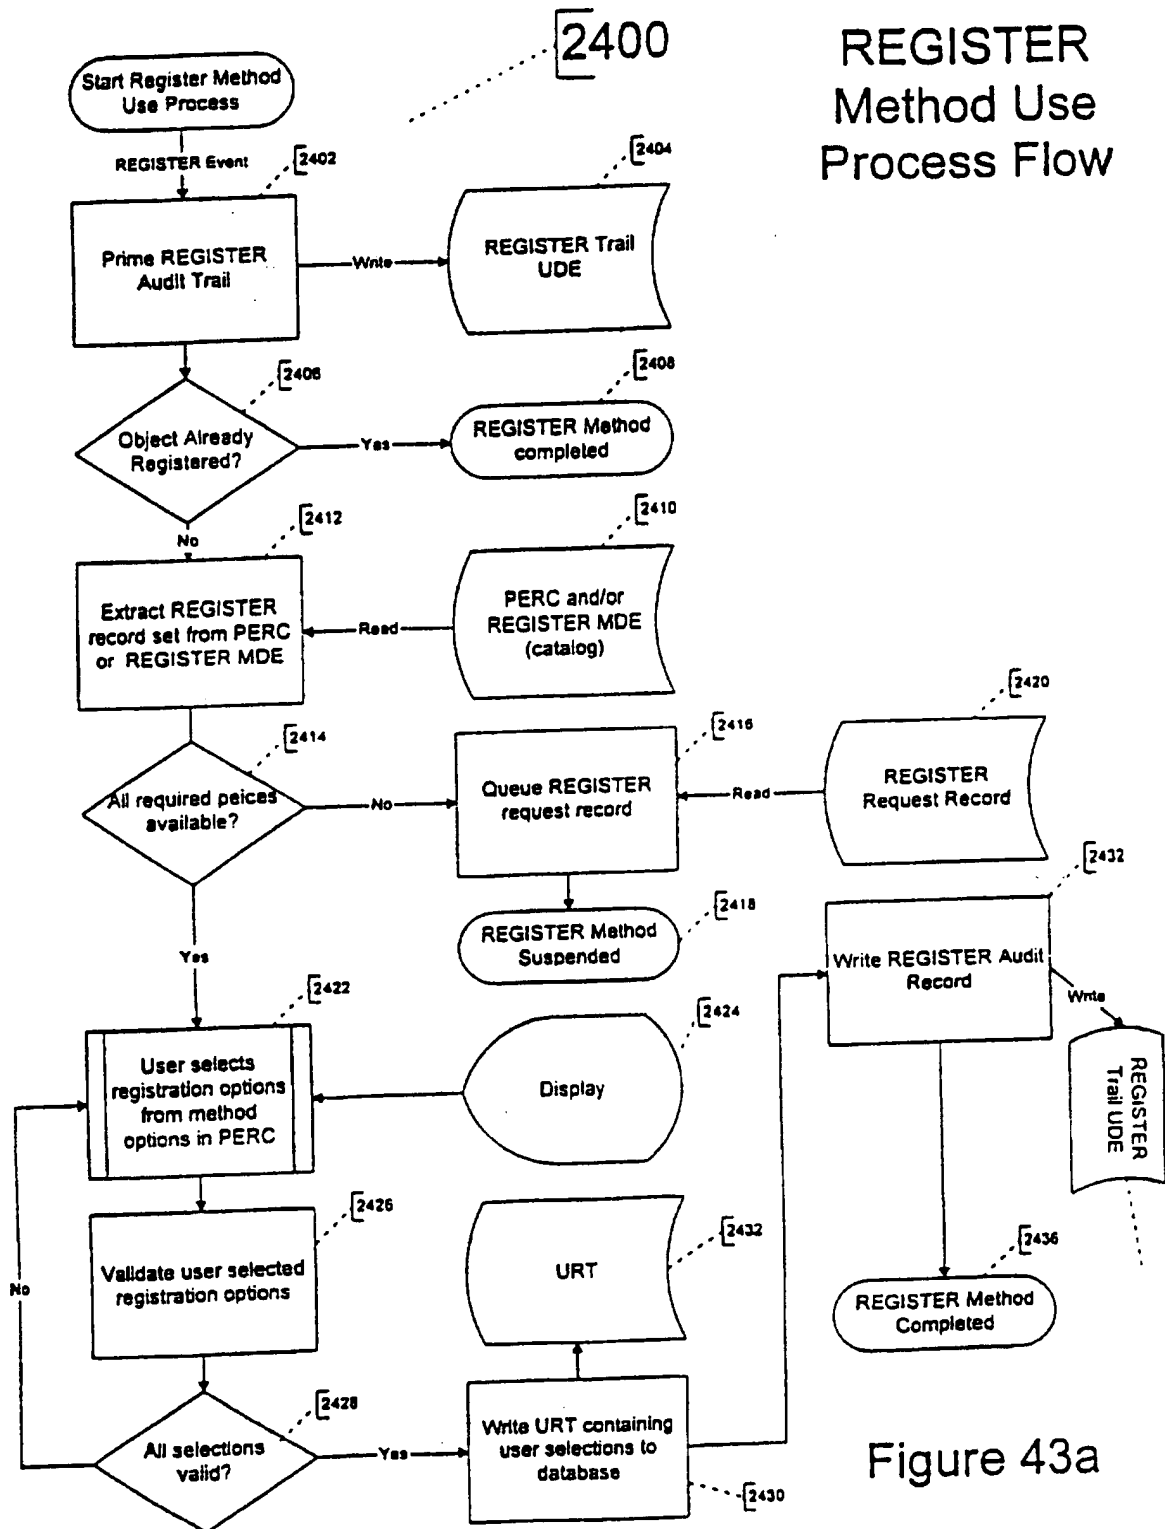 2400
REGISTER
Method Use
Process Flow
Start Register Method
Use Process
REGISTER Event
2402
2404
Prime REGISTER
Audit Trail
Write
REGISTER Trail
UDE
2406
2408
Object Already
Registered?
Yes
REGISTER Method
completed
No
2412
2410
Extract REGISTER
record set from PERC
or REGISTER MDE
Read
PERC and/or
REGISTER MDE
(catalog)
2414
2416
2420
All required peices
available?
No
Queue REGISTER
request record
Read
REGISTER
Request Record
Yes
2418
REGISTER Method
Suspended
2432
Write REGISTER Audit
Record
Write
REGISTER
Trail UDE
2422
2424
User selects
registration options
from method
options in PERC
Display
2426
2432
Validate user selected
registration options
URT
No
2436
REGISTER Method
Completed
2428
All selections
valid?
Yes
Write URT containing
user selections to
database
2430
Figure 43a